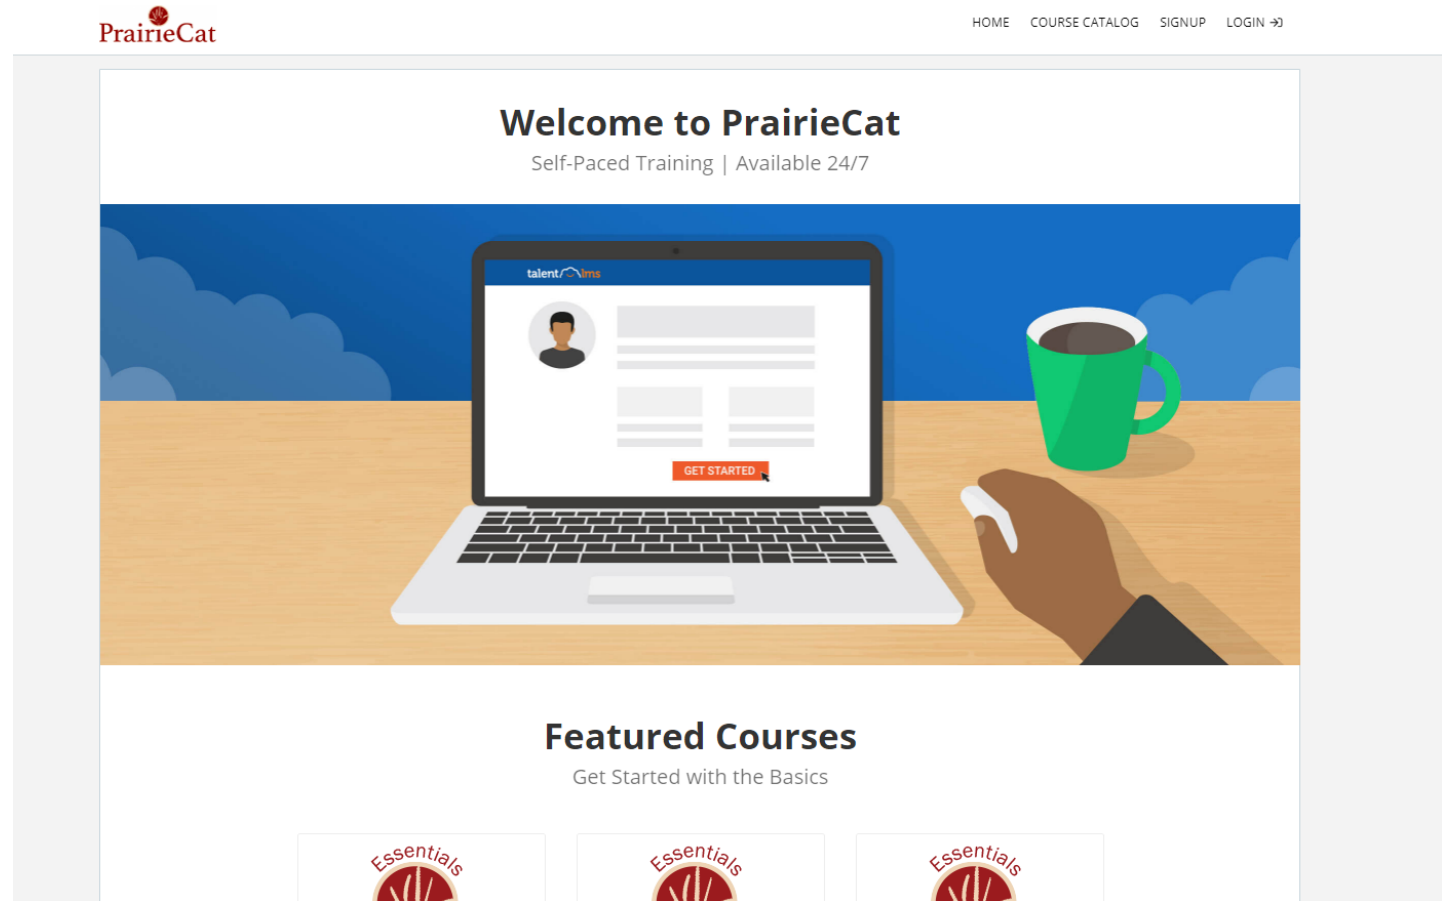 PrairieCat
HOME COURSE CATALOG SIGNUP LOGIN
Welcome to PrairieCat
Self-Paced Training | Available 24/7
talentlms
GET STARTED
Featured Courses
Get Started with the Basics
Essentials Essentials Essentials